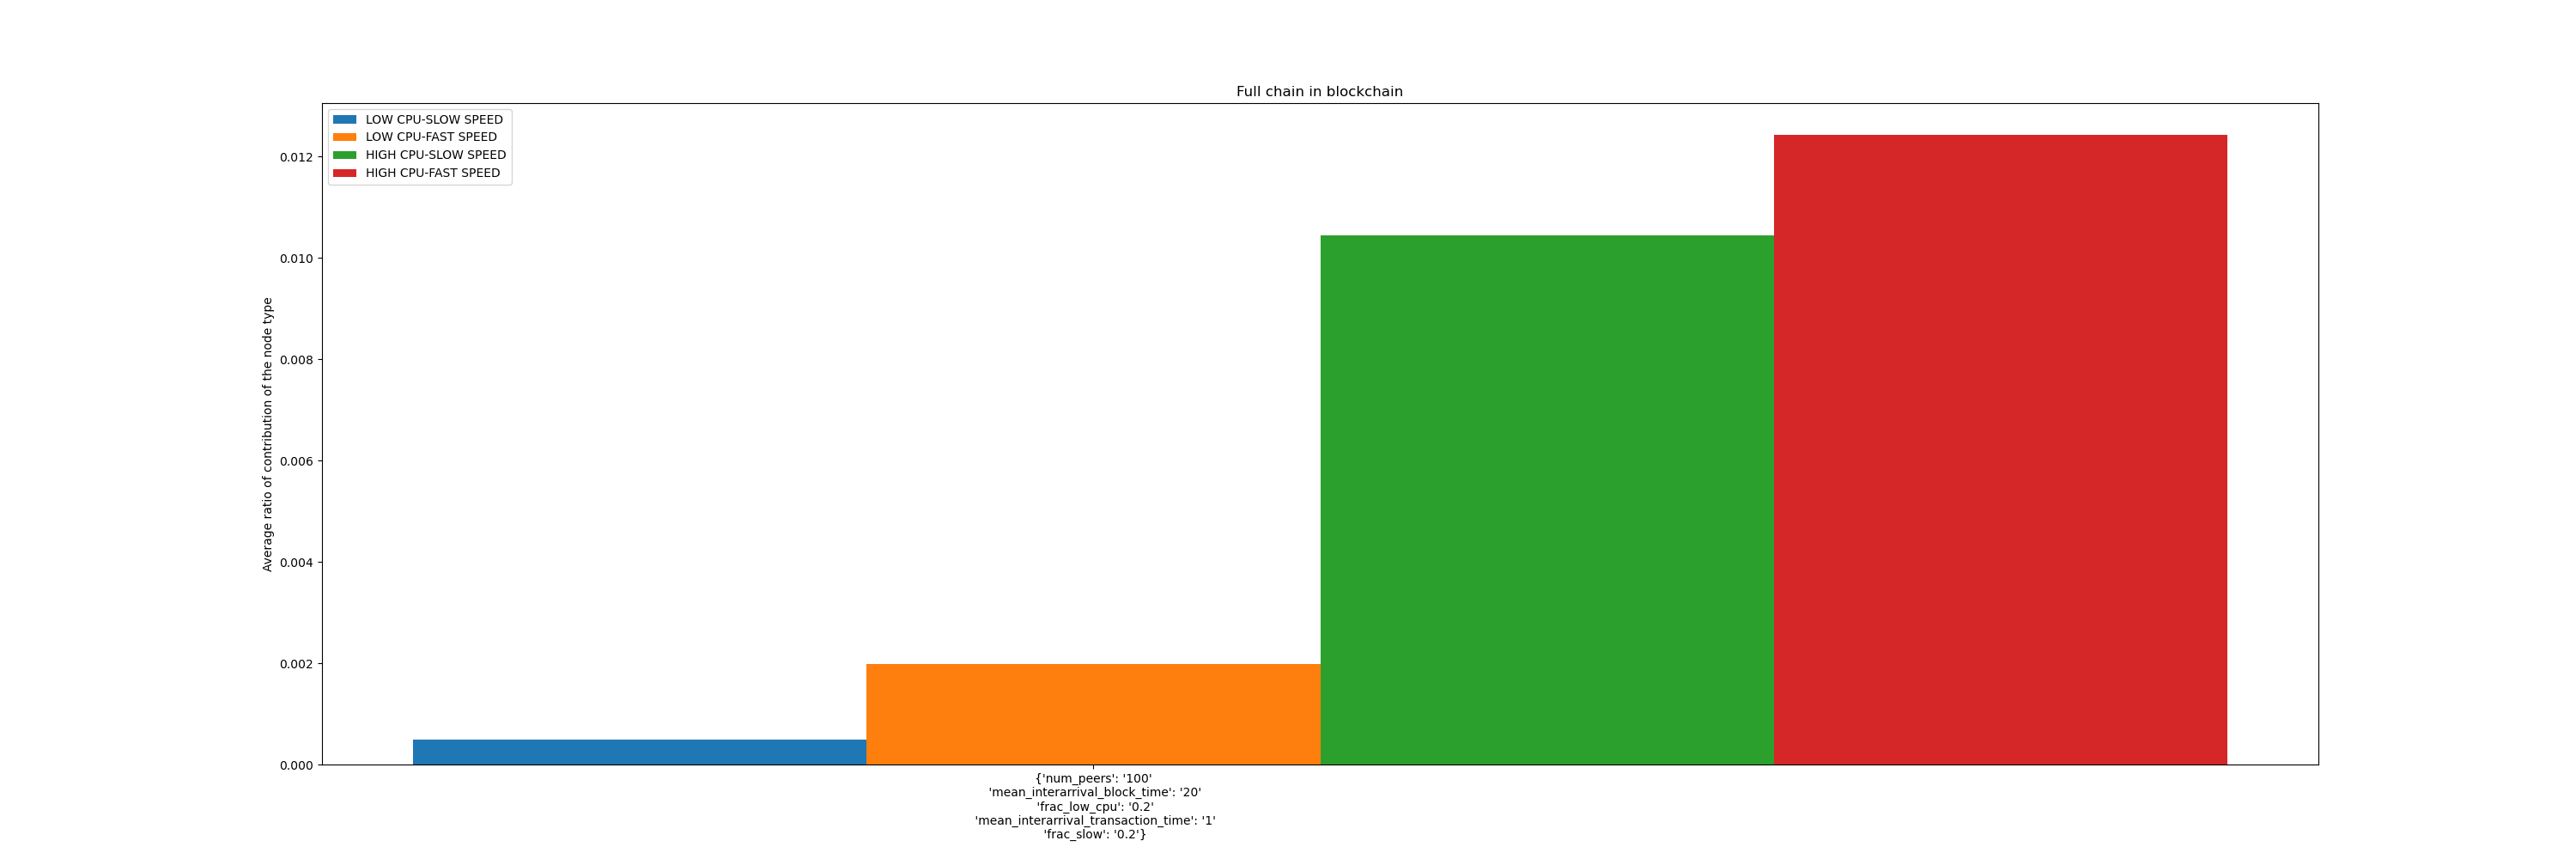 Full chain in blockchain
LOW CPU-SLOW SPEED
LOW CPU-FAST SPEED
HIGH CPU-SLOW SPEED
HIGH CPU-FAST SPEED
Average ratio of contribution of the node type
0.012
0.010
0.008
0.006
0.004
0.002
0.000
{'num_peers': '100'
'mean_interarrival_block_time': '20'
'frac_low_cpu': '0.2'
'mean_interarrival_transaction_time': '1'
'frac_slow': '0.2'}